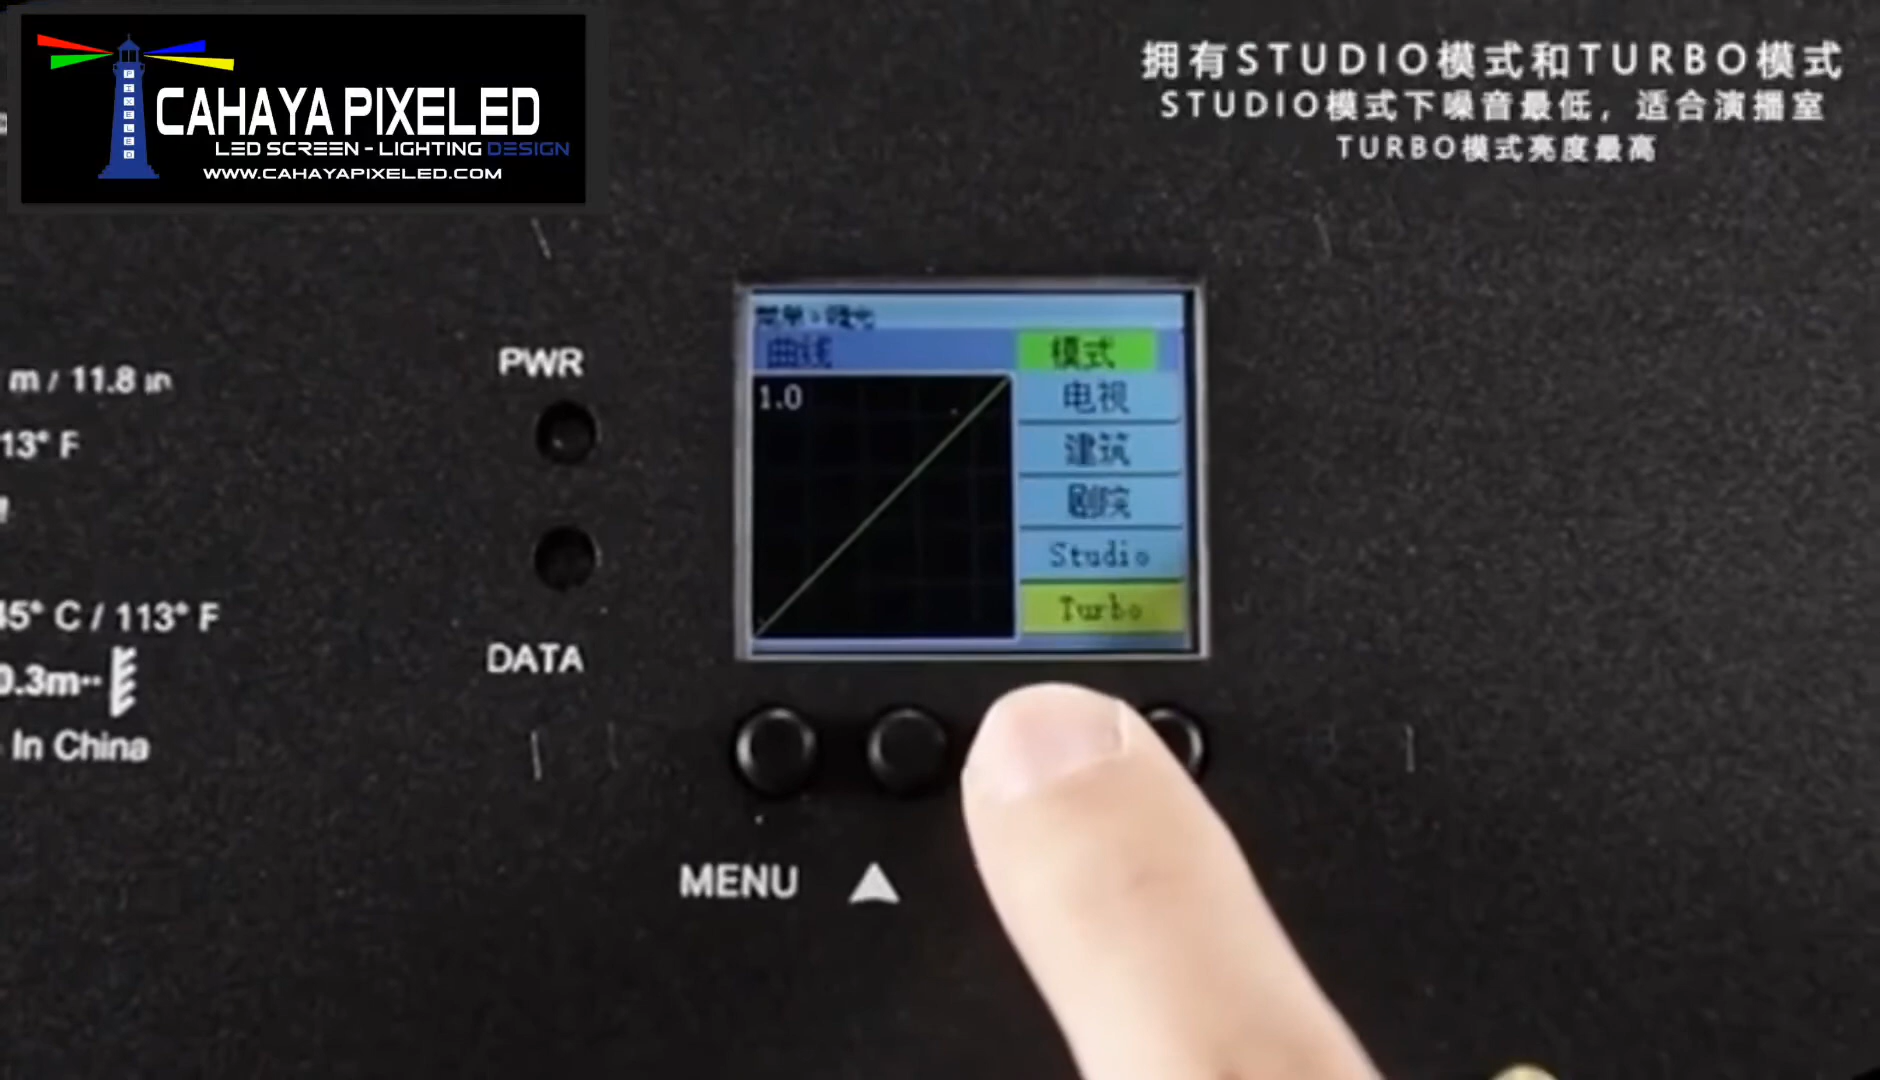 PIXELED
CAHAYA PIXELED
LED SCREEN - LIGHTING DESIGN
WWW.CAHAYAPIXELED.COM
拥有STUDIO模式和TURBO模式
STUDIO模式下噪音最低，适合演播室
TURBO模式亮度最高
曲线
模式
1.0
电视
建筑
剧院
Studio
Turbo
PWR
DATA
m / 11.8 in
13° F
45° C / 113° F
0.3m
In China
MENU